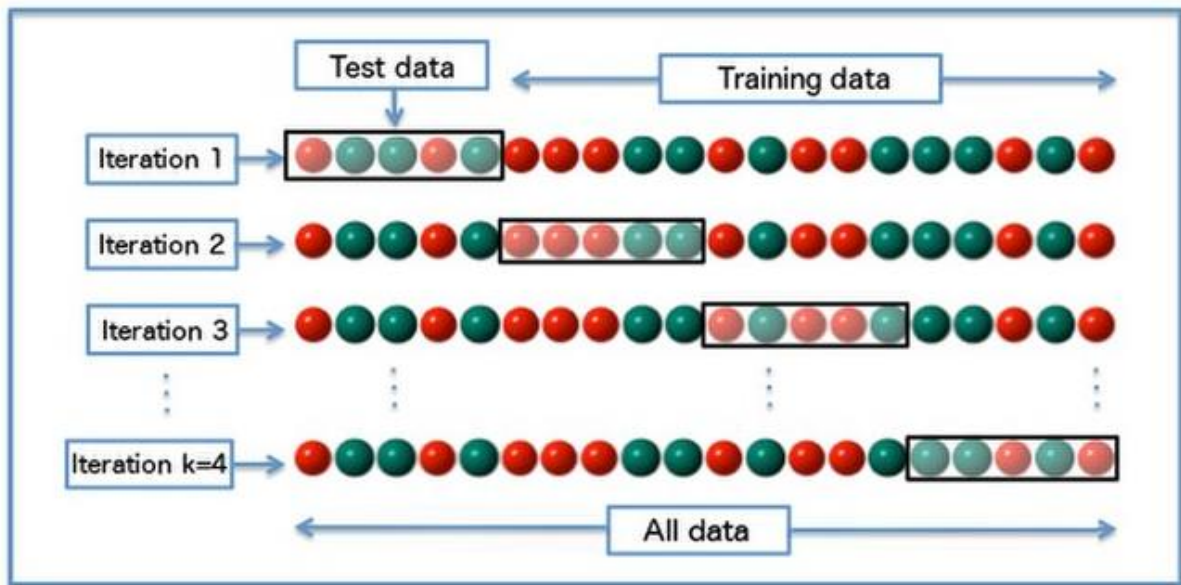 Test data
Training data
Iteration 1
Iteration 2
Iteration 3
Iteration k=4
All data